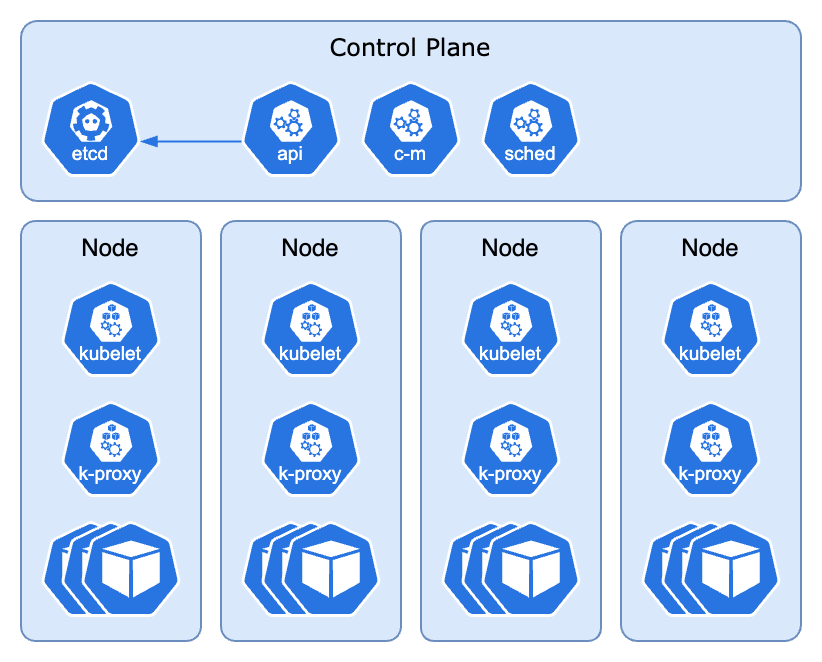 Control Plane
etcd
api
c-m
sched
Node
Node
Node
Node
kubelet
kubelet
kubelet
kubelet
k-proxy
k-proxy
k-proxy
k-proxy